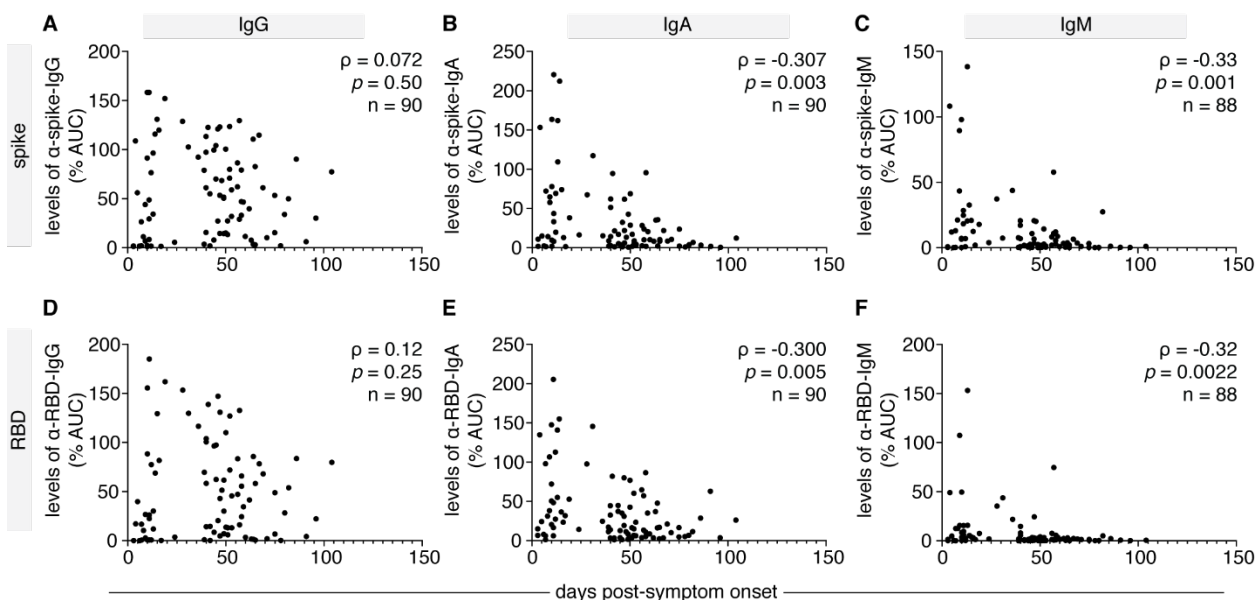 A IgG B IgA C IgM
spike
levels of α-spike-IgG
(% AUC)
200
150
100
50
0
0 50 100 150
ρ = 0.072
p = 0.50
n = 90
levels of α-spike-IgA
(% AUC)
250
200
150
100
50
0
0 50 100 150
ρ = -0.307
p = 0.003
n = 90
levels of α-spike-IgM
(% AUC)
150
100
50
0
0 50 100 150
ρ = -0.33
p = 0.001
n = 88
D E F
RBD
levels of α-RBD-IgG
(% AUC)
200
150
100
50
0
0 50 100 150
ρ = 0.12
p = 0.25
n = 90
levels of α-RBD-IgA
(% AUC)
250
200
150
100
50
0
0 50 100 150
ρ = -0.300
p = 0.005
n = 90
levels of α-RBD-IgM
(% AUC)
200
150
100
50
0
0 50 100 150
ρ = -0.32
p = 0.0022
n = 88
days post-symptom onset